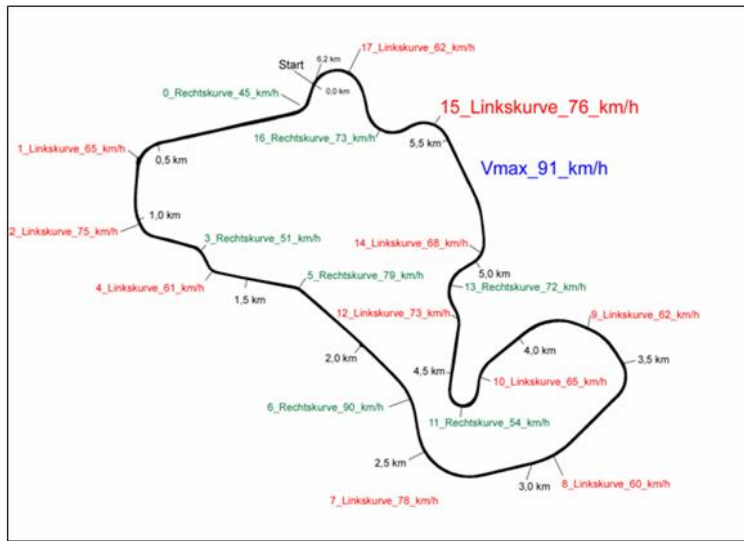 17_Linkskurve_62_km/h
6,2 km
Start
0,0 km
0_Rechtskurve_45_km/h
15_Linkskurve_76_km/h
16_Rechtskurve_73_km/h
5,5 km
1_Linkskurve_65_km/h
0,5 km
Vmax_91_km/h
1,0 km
2_Linkskurve_75_km/h
3_Rechtskurve_51_km/h
14_Linkskurve_68_km/h
5,0 km
4_Linkskurve_61_km/h
5_Rechtskurve_79_km/h
13_Rechtskurve_72_km/h
1,5 km
12_Linkskurve_73_km/h
9_Linkskurve_62_km/h
4,0 km
2,0 km
3,5 km
4,5 km
10_Linkskurve_65_km/h
6_Rechtskurve_90_km/h
11_Rechtskurve_54_km/h
2,5 km
3,0 km
8_Linkskurve_60_km/h
7_Linkskurve_78_km/h